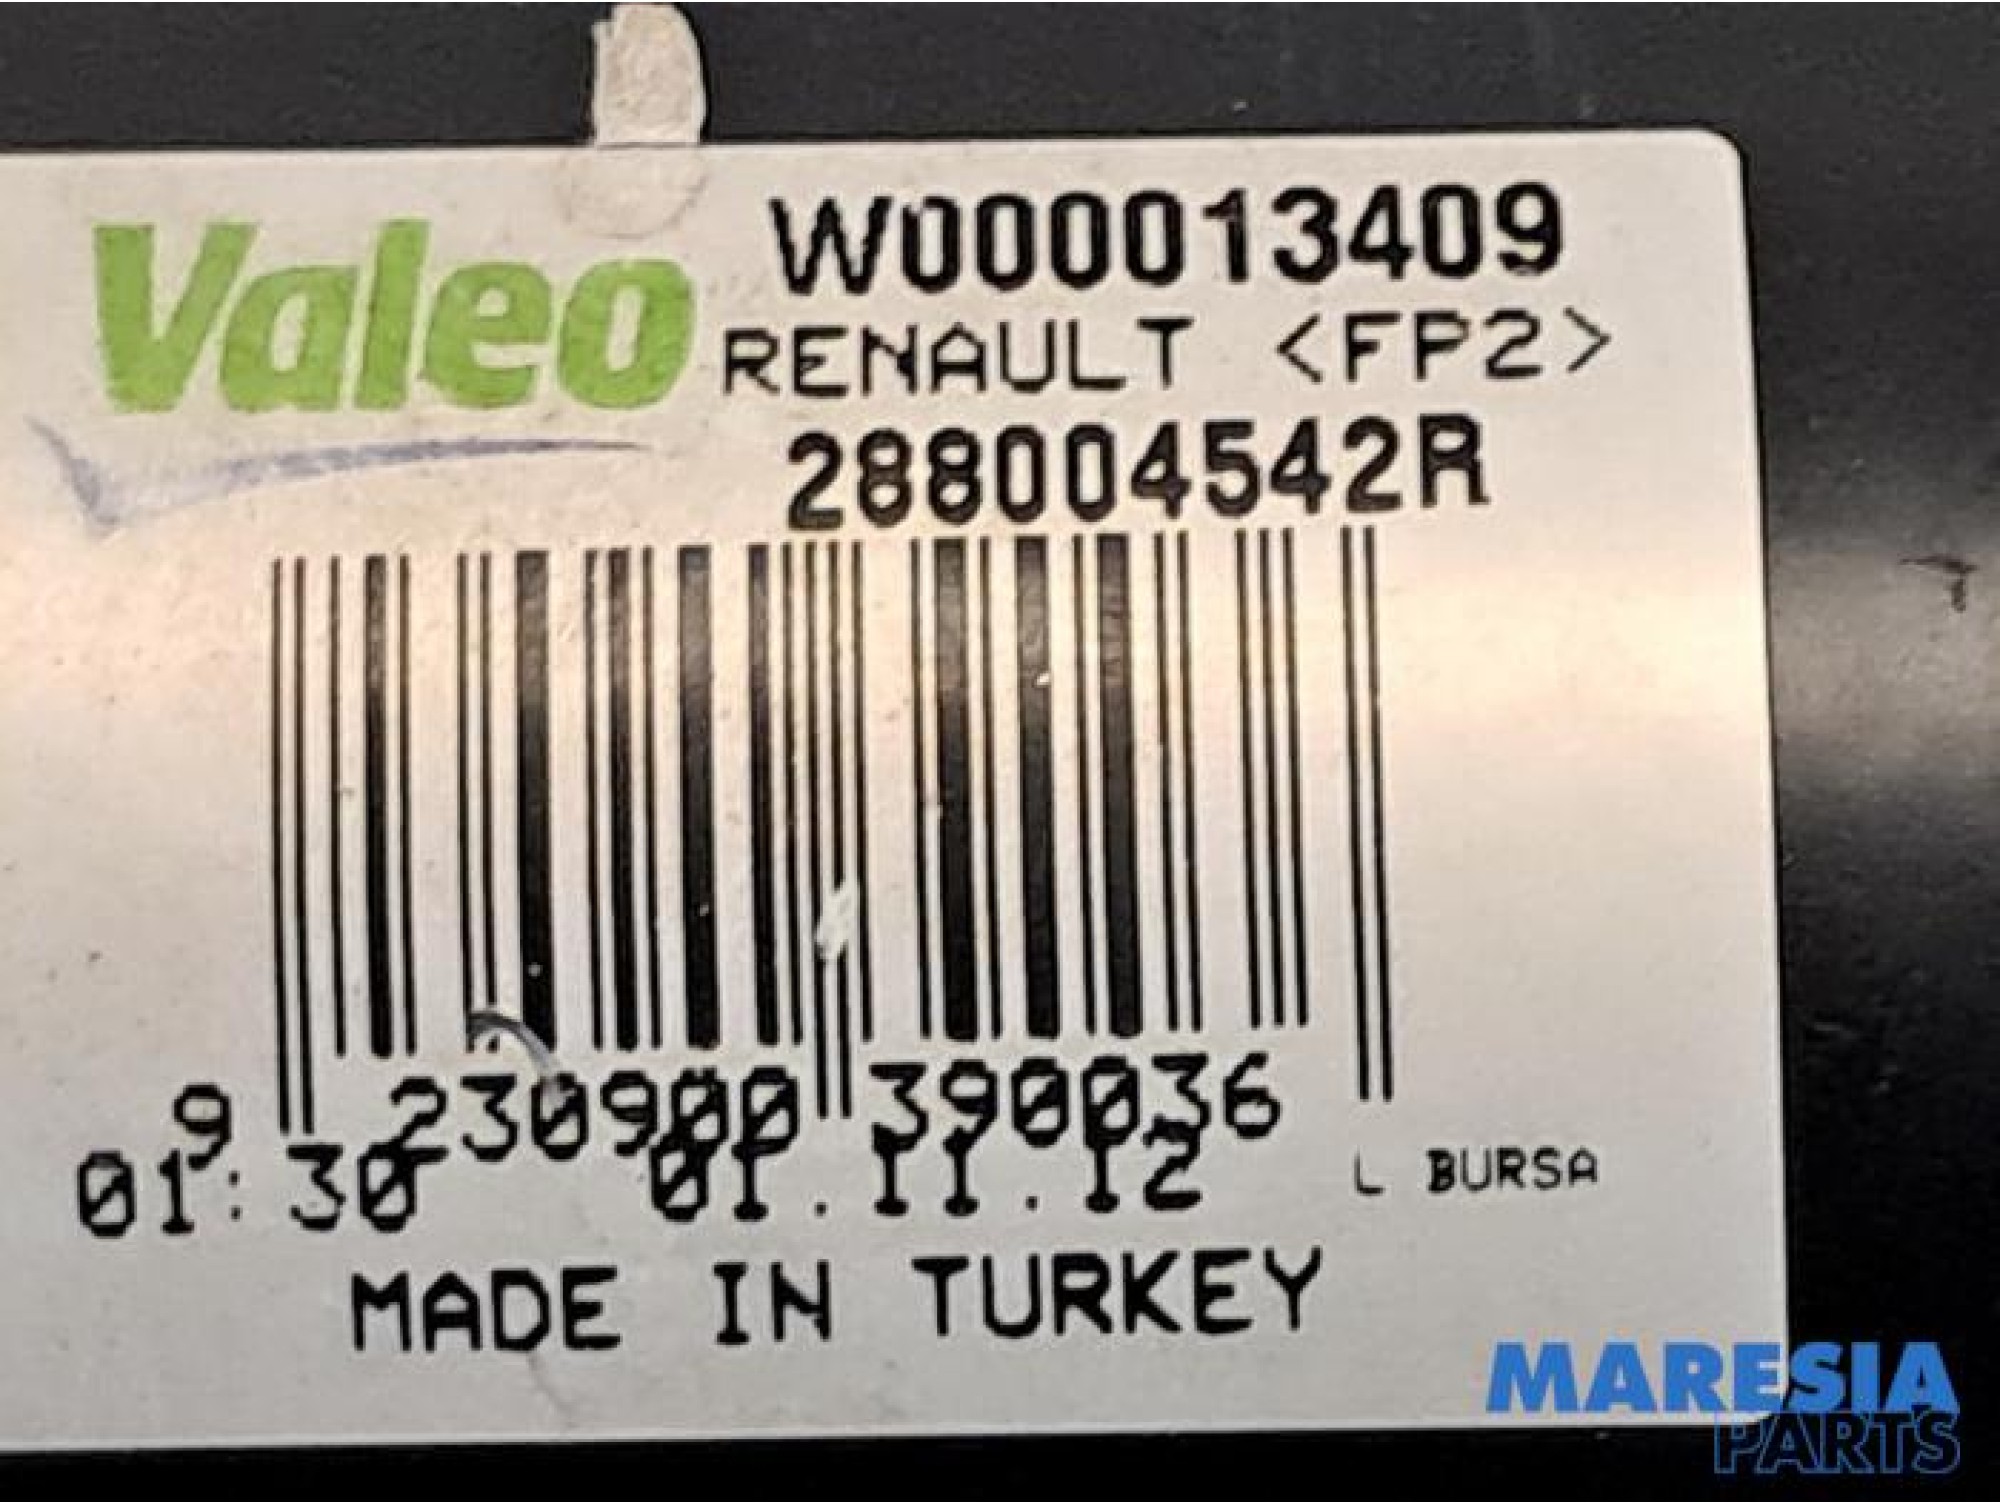 Valeo
W000013409
RENAULT <FP2>
288004542R
9 230900 390036
01:30 01.11.12 L BURSA
MADE IN TURKEY
MARESIA
PARTS